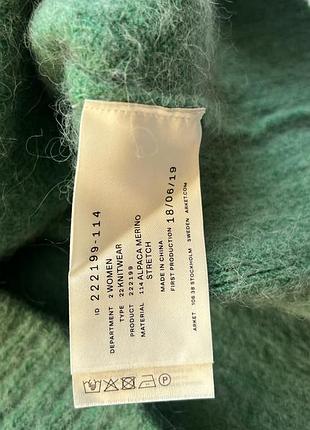 ID 222199-114
DEPARTMENT 2 WOMEN
TYPE 22 KNITWEAR
PRODUCT 222199
MATERIAL 114 ALPACA MERINO
STRETCH
MADE IN CHINA
FIRST PRODUCTION 18/06/19
ARKET 106 38 STOCKHOLM SWEDEN ARKET.COM
P